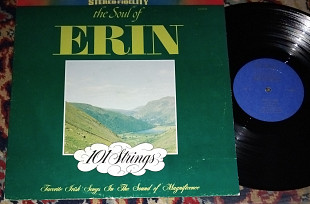 STEREO-FIDELITY
the Soul of
ERIN
101 Strings
Favorite Irish Songs In The Sound of Magnificence